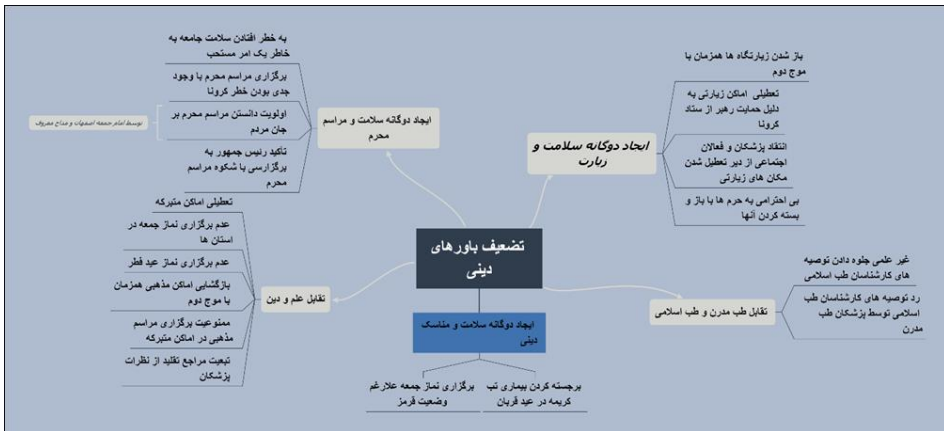 به خطر افتادن سلامت جامعه به
خاطر یک امر مستحب
برگزاری مراسم محرم با وجود
جدی بودن خطر کرونا
اولویت دانستن مراسم محرم بر
جان مردم
توسط امام جمعه اصفهان و مداح معروف
تأکید رئیس جمهور به
برگزارسی با شکوه مراسم
محرم
ایجاد دوگانه سلامت و مراسم
محرم
باز شدن زیارتگاه ها همزمان با
موج دوم
تعطیلی اماکن زیارتی به
دلیل حمایت رهبر از ستاد
کرونا
انتقاد پزشکان و فعالان
اجتماعی از دیر تعطیل شدن
مکان های زیارتی
بی احترامی به حرم ها با باز و
بسته کردن آنها
ایجاد دوگانه سلامت و
زیارت
تضعیف باورهای
دینی
تعطیلی اماکن متبرکه
عدم برگزاری نماز جمعه در
استان ها
عدم برگزاری نماز عید فطر
بازگشایی اماکن مذهبی همزمان
با موج دوم
ممنوعیت برگزاری مراسم
مذهبی در اماکن متبرکه
تبعیت مراجع تقلید از نظرات
پزشکان
تقابل علم و دین
غیر علمی جلوه دادن توصیه
های کارشناسان طب اسلامی
رد توصیه های کارشناسان طب
اسلامی توسط پزشکان طب
مدرن
تقابل طب مدرن و طب اسلامی
ایجاد دوگانه سلامت و مناسک
دینی
برجسته کردن بیماری تب
کریمه در عید قربان
برگزاری نماز جمعه علارغم
وضعیت قرمز